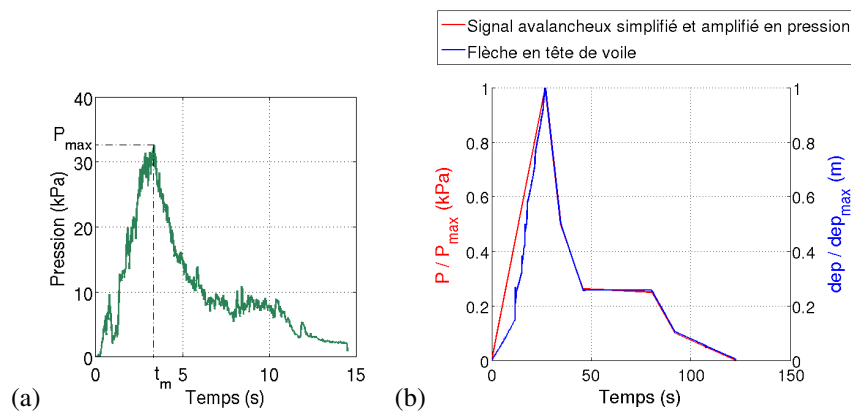 Signal avalancheux simplifié et amplifié en pression
Flèche en tête de voile
40
P max
30
20
10
0
Pression (kPa)
0
t m
5
10
15
Temps (s)
(a)
1
0.8
0.6
0.4
0.2
0
P / P max (kPa)
1
0.8
0.6
0.4
0.2
0
dep / dep max (m)
0
50
100
150
Temps (s)
(b)